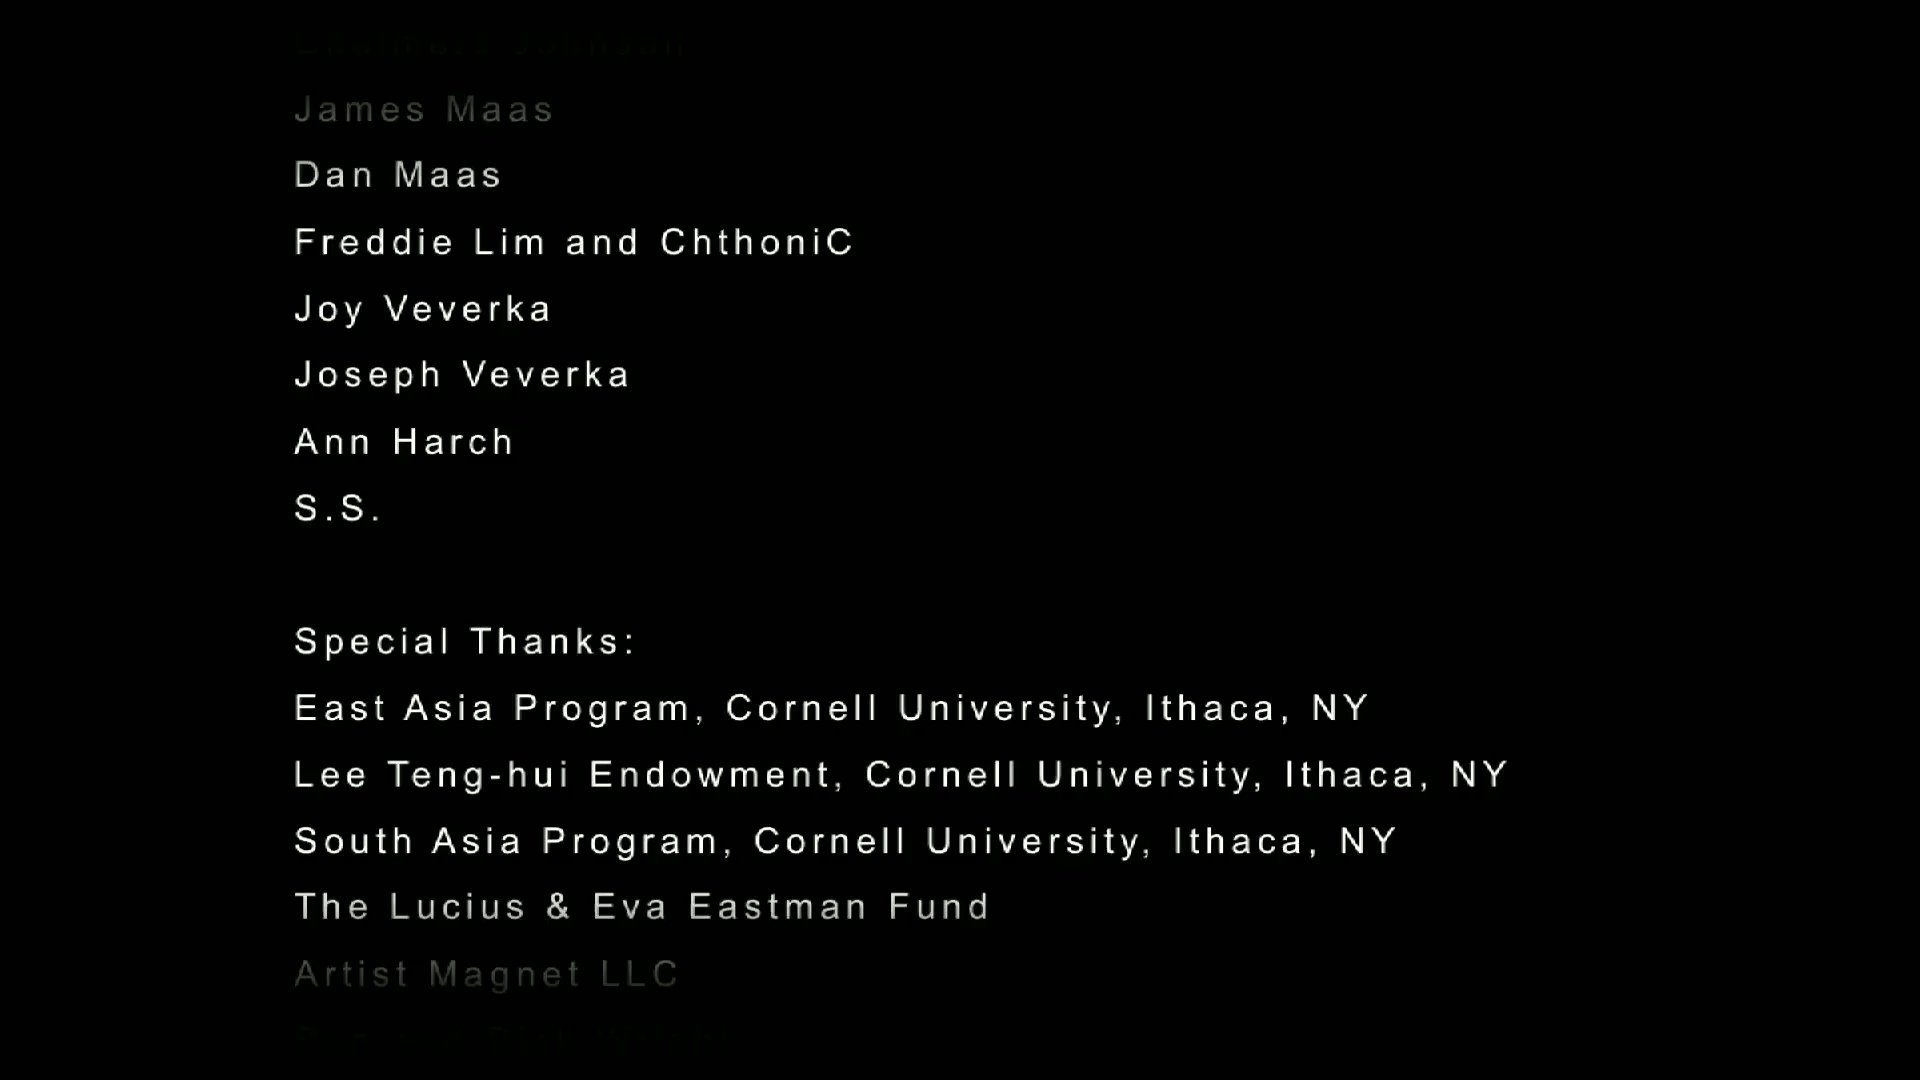 James Maas
Dan Maas
Freddie Lim and ChthoniC
Joy Veverka
Joseph Veverka
Ann Harch
S.S.
Special Thanks:
East Asia Program, Cornell University, Ithaca, NY
Lee Teng-hui Endowment, Cornell University, Ithaca, NY
South Asia Program, Cornell University, Ithaca, NY
The Lucius & Eva Eastman Fund
Artist Magnet LLC